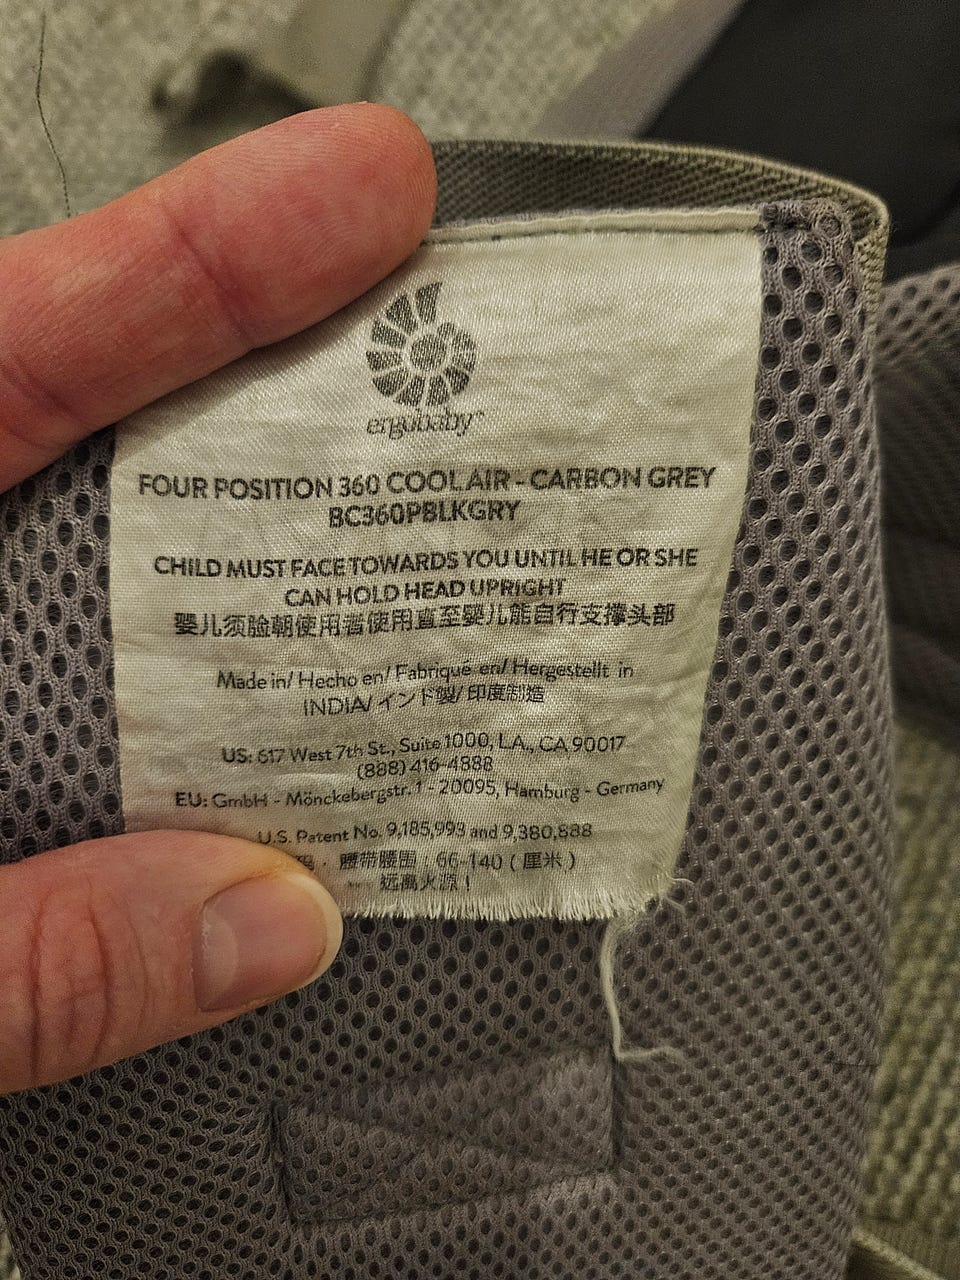 ergobaby™
FOUR POSITION 360 COOL AIR - CARBON GREY
BC360PBLKGRY
CHILD MUST FACE TOWARDS YOU UNTIL HE OR SHE
CAN HOLD HEAD UPRIGHT
婴儿须脸朝使用者使用直至婴儿能自行支撑头部
Made in/ Hecho en/ Fabriqué en/ Hergestellt in
INDIA/ インド製/ 印度制造
US: 617 West 7th St., Suite 1000, L.A., CA 90017
(888) 416-4888
EU: GmbH - Mönckebergstr. 1 - 20095, Hamburg - Germany
U.S. Patent No. 9,185,993 and 9,380,888
码 : 腰带腰围 : 66-140 ( 厘米 )
远离火源 !